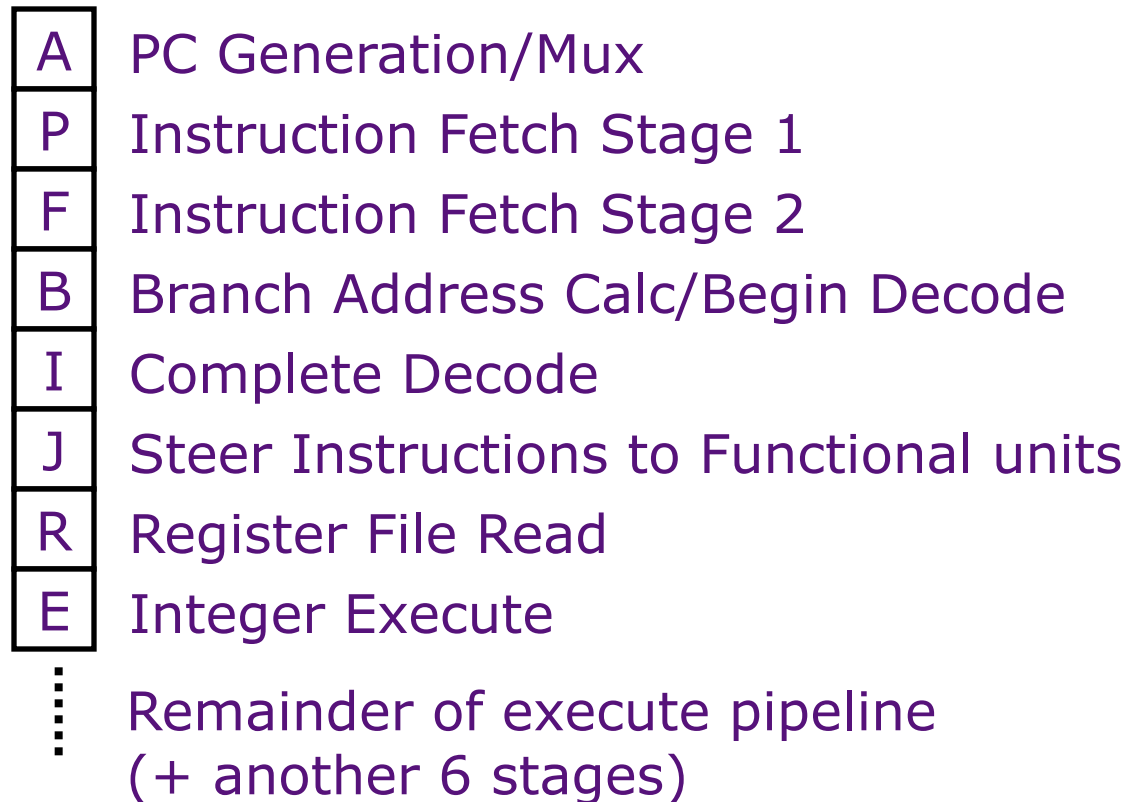 A PC Generation/Mux
P Instruction Fetch Stage 1
F Instruction Fetch Stage 2
B Branch Address Calc/Begin Decode
I Complete Decode
J Steer Instructions to Functional units
R Register File Read
E Integer Execute
Remainder of execute pipeline
(+ another 6 stages)